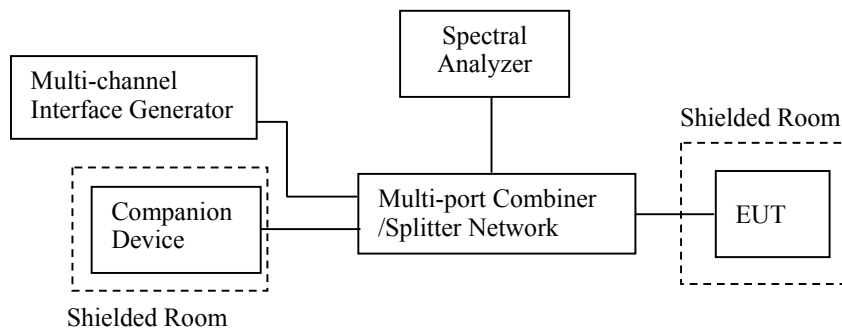 Spectral
Analyzer
Multi-channel
Interface Generator
Shielded Room
Companion
Device
Multi-port Combiner
/Splitter Network
EUT
Shielded Room